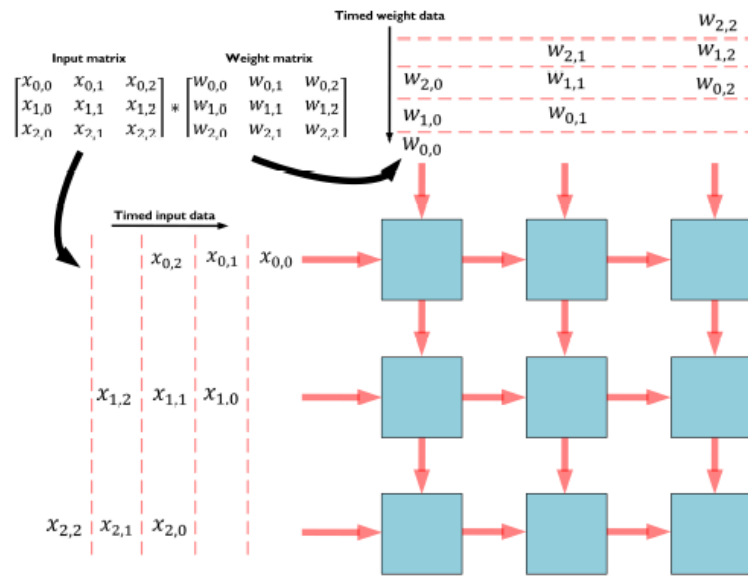 Timed weight data
w2,2
Input matrix Weight matrix
w2,1 w1,2
x0,0 x0,1 x0,2 w0,0 w0,1 w0,2
w2,0 w1,1 w0,2
x1,0 x1,1 x1,2 * w1,0 w1,1 w1,2
w1,0 w0,1
x2,0 x2,1 x2,2 w2,0 w2,1 w2,2
w0,0
Timed input data
x0,2 x0,1 x0,0
x1,2 x1,1 x1,0
x2,2 x2,1 x2,0